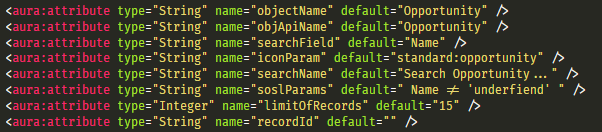 <aura:attribute type="String" name="objectName" default="Opportunity" />
<aura:attribute type="String" name="objApiName" default="Opportunity" />
<aura:attribute type="String" name="searchField" default="Name" />
<aura:attribute type="String" name="iconParam" default="standard:opportunity" />
<aura:attribute type="String" name="searchName" default="Search Opportunity..." />
<aura:attribute type="String" name="soslParams" default=" Name != 'underfiend' " />
<aura:attribute type="Integer" name="limitOfRecords" default="15" />
<aura:attribute type="String" name="recordId" default="" />